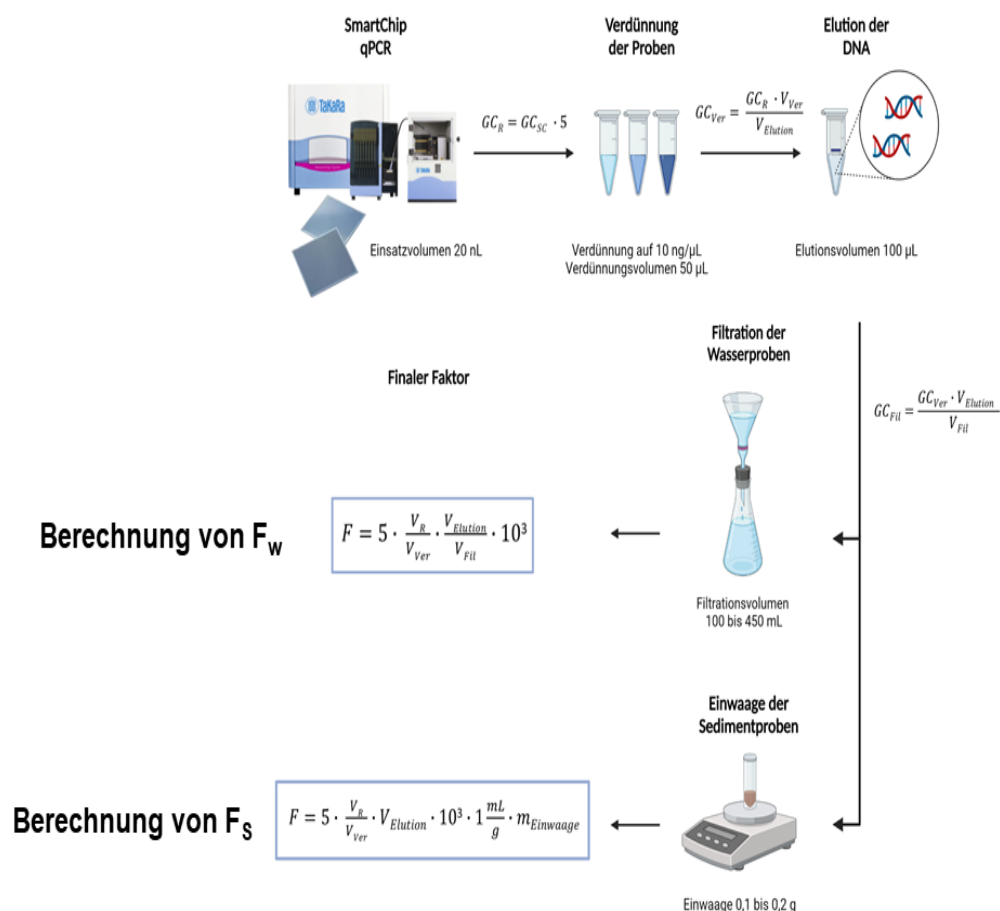 SmartChip
qPCR
Verdünnung
der Proben
Elution der
DNA
TaKaRa
TaKaRa
GC_R = GC_SC · 5
GC_Ver = (GC_R · V_Ver) / V_Elution
Einsatzvolumen 20 nL
Verdünnung auf 10 ng/µL
Verdünnungsvolumen 50 µL
Elutionsvolumen 100 µL
Filtration der
Wasserproben
Finaler Faktor
GC_Fil = (GC_Ver · V_Elution) / V_Fil
Berechnung von F_w
F = 5 · V_R / V_Ver · V_Elution / V_Fil · 10³
Filtrationsvolumen
100 bis 450 mL
Einwaage der
Sedimentproben
Berechnung von F_S
F = 5 · V_R / V_Ver · V_Elution · 10³ · 1 mL / g · m_Einwaage
Einwaage 0,1 bis 0,2 g